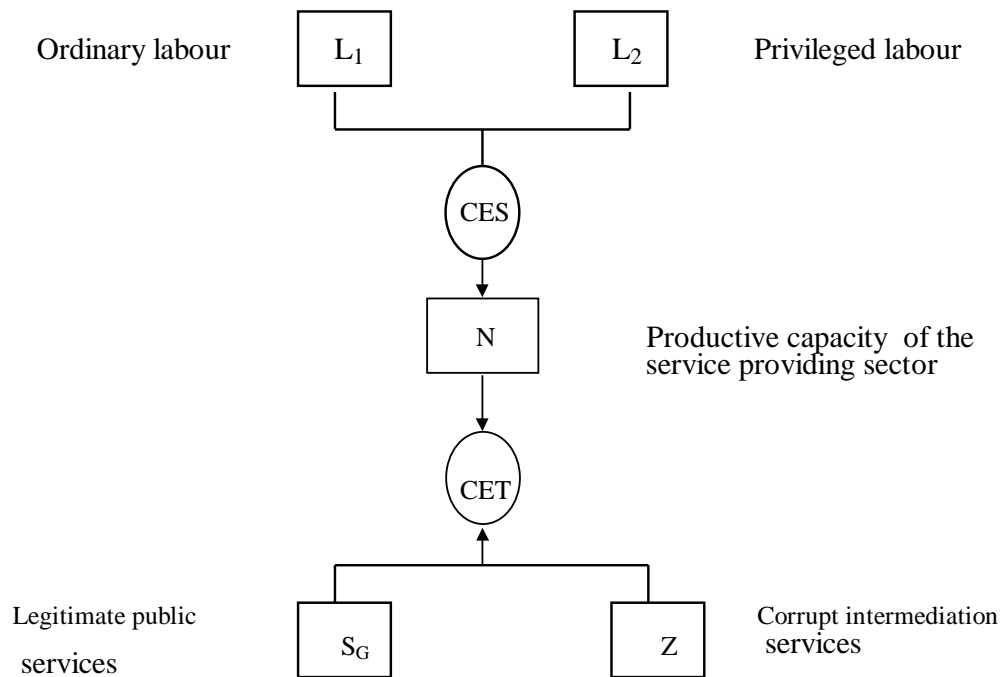 Ordinary labour
L1
L2
Privileged labour
CES
N
Productive capacity of the
service providing sector
CET
Legitimate public
services
SG
Z
Corrupt intermediation
services